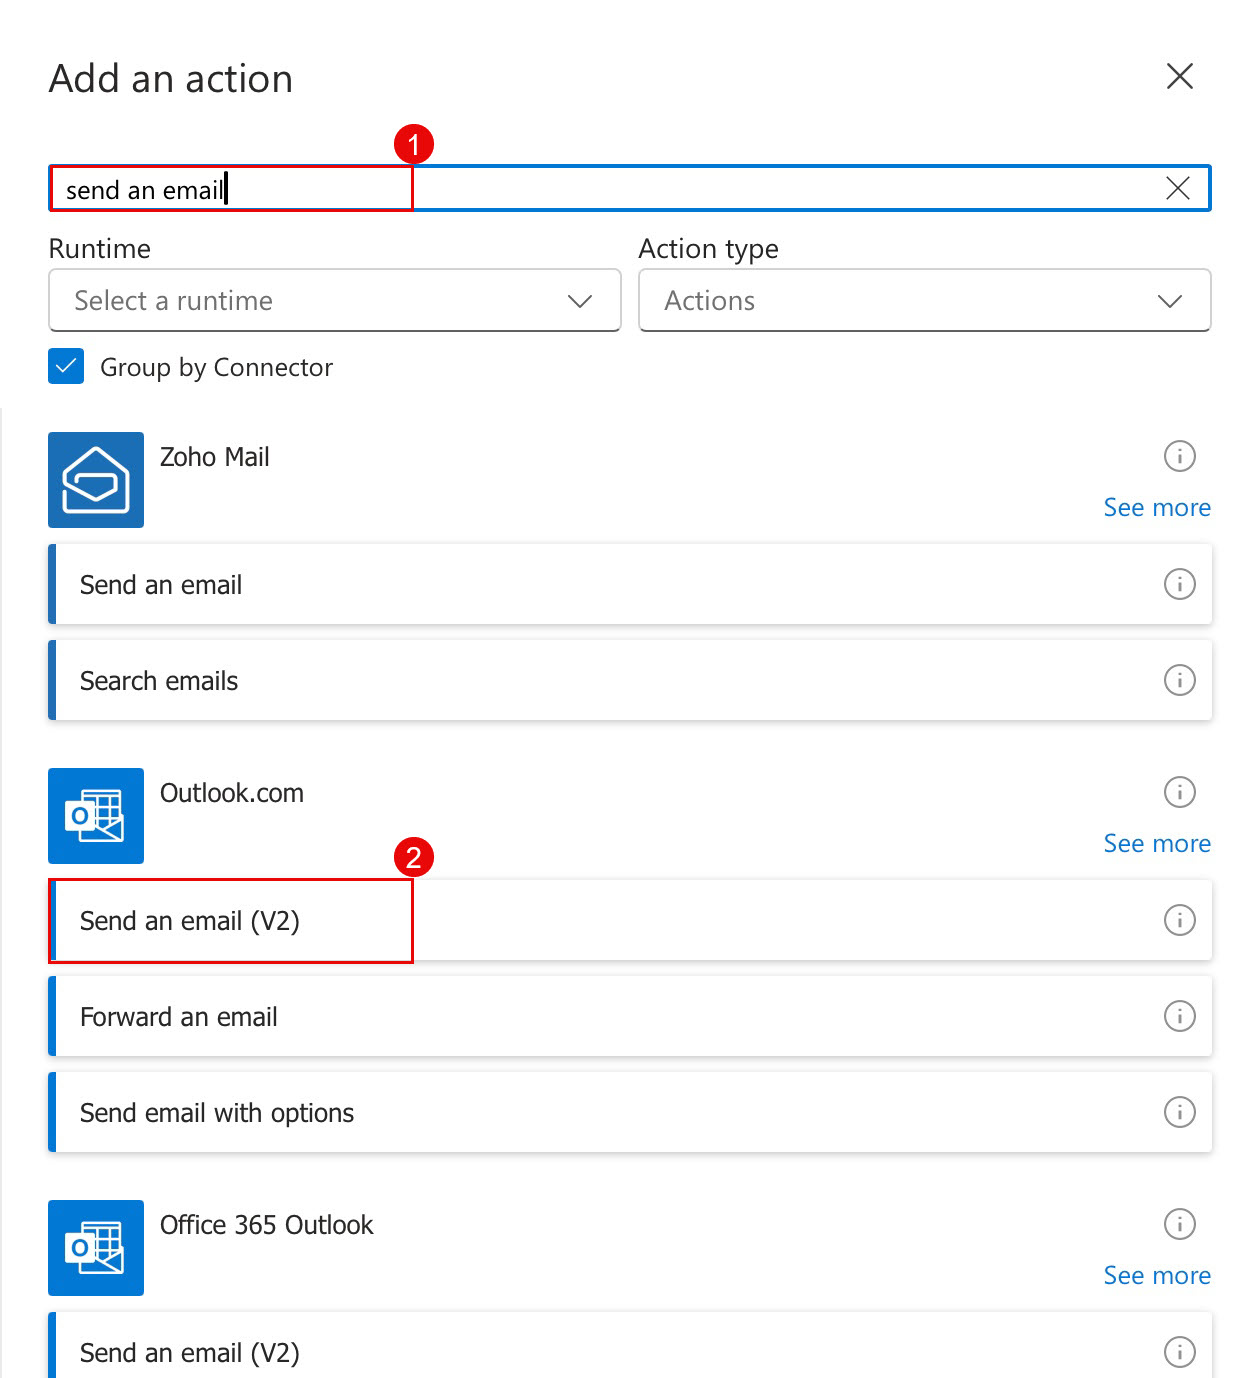 Add an action
1
send an email
Runtime
Action type
Select a runtime
Actions
Group by Connector
Zoho Mail
See more
Send an email
Search emails
Outlook.com
See more
2
Send an email (V2)
Forward an email
Send email with options
Office 365 Outlook
See more
Send an email (V2)